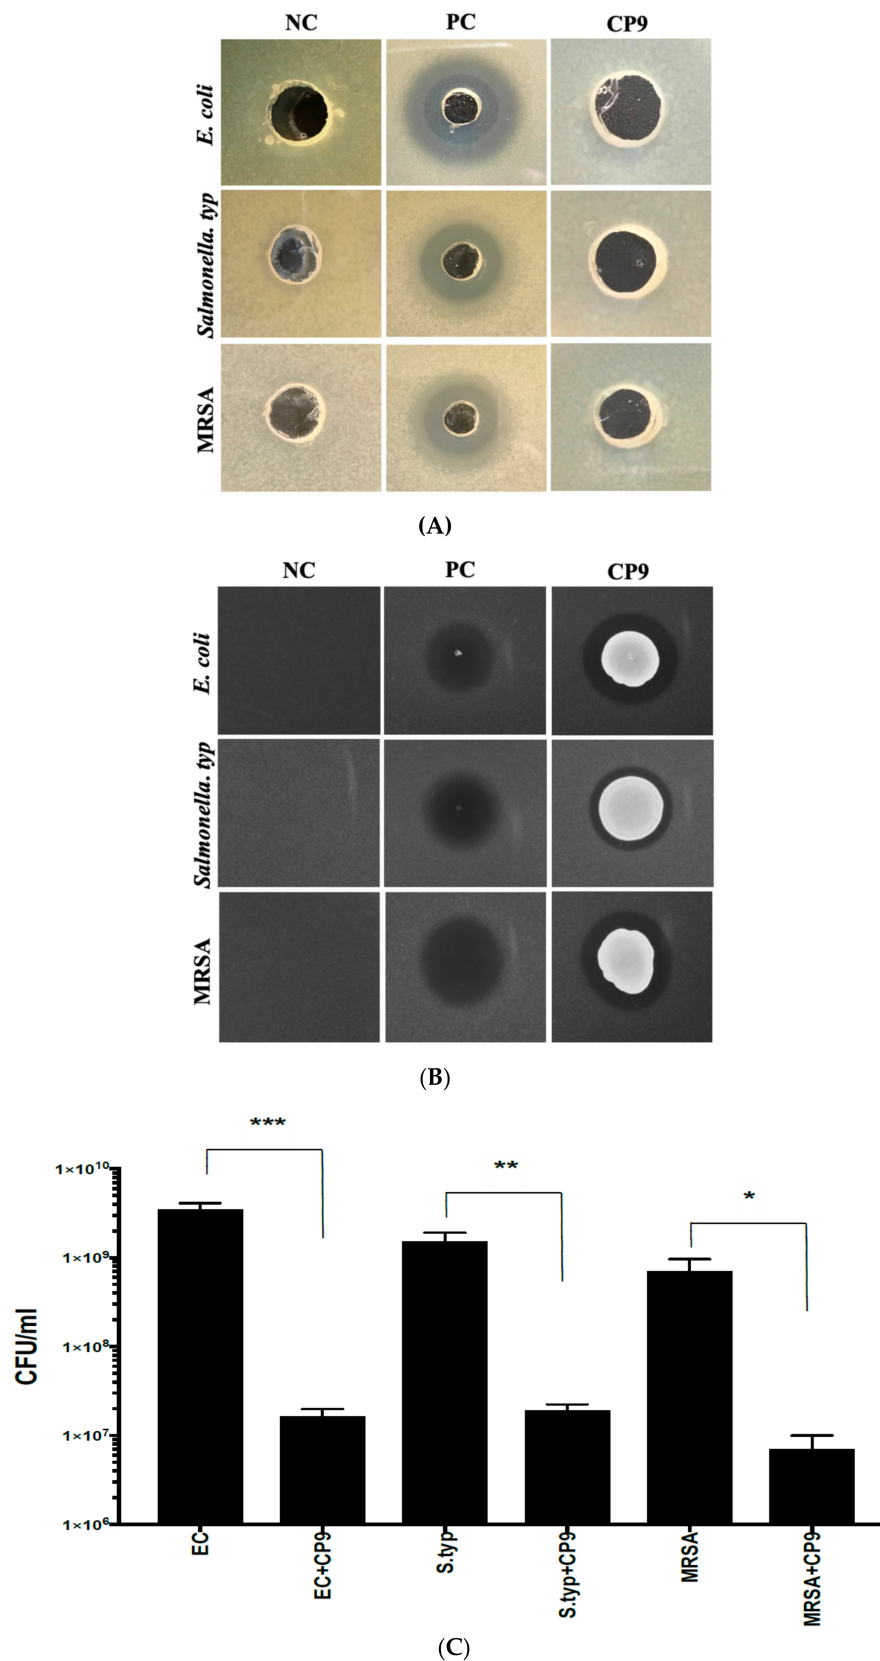 NC PC CP9
E. coli
Salmonella. typ
MRSA
(A)
NC PC CP9
E. coli
Salmonella. typ
MRSA
(B)
*** ** *
CFU/ml
1×10¹⁰
1×10⁹
1×10⁸
1×10⁷
1×10⁶
EC EC+CP9 S.typ S.typ+CP9 MRSA MRSA+CP9
(C)